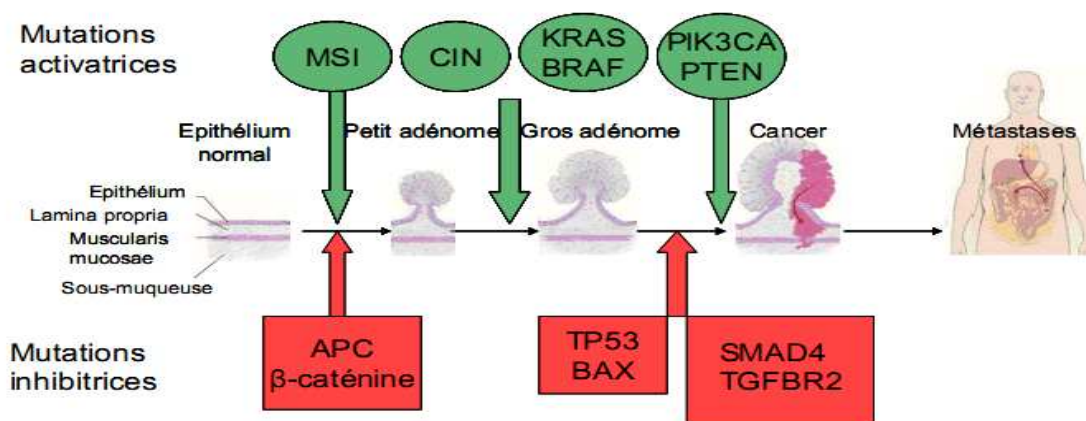 Mutations
activatrices
MSI
CIN
KRAS
BRAF
PIK3CA
PTEN
Epithélium
normal
Petit adénome
Gros adénome
Cancer
Métastases
Epithélium
Lamina propria
Muscularis
mucosae
Sous-muqueuse
Mutations
inhibitrices
APC
β-caténine
TP53
BAX
SMAD4
TGFBR2